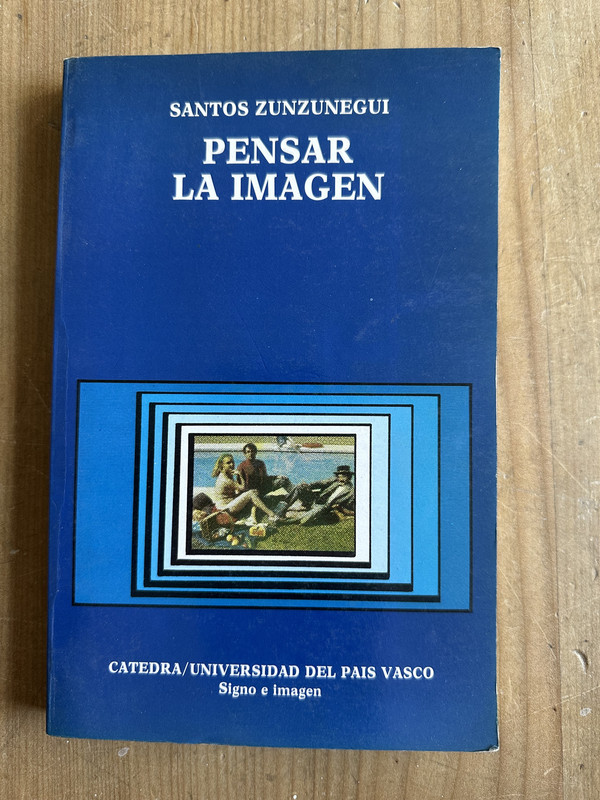 SANTOS ZUNZUNEGUI
PENSAR
LA IMAGEN
CATEDRA/UNIVERSIDAD DEL PAIS VASCO
Signo e imagen